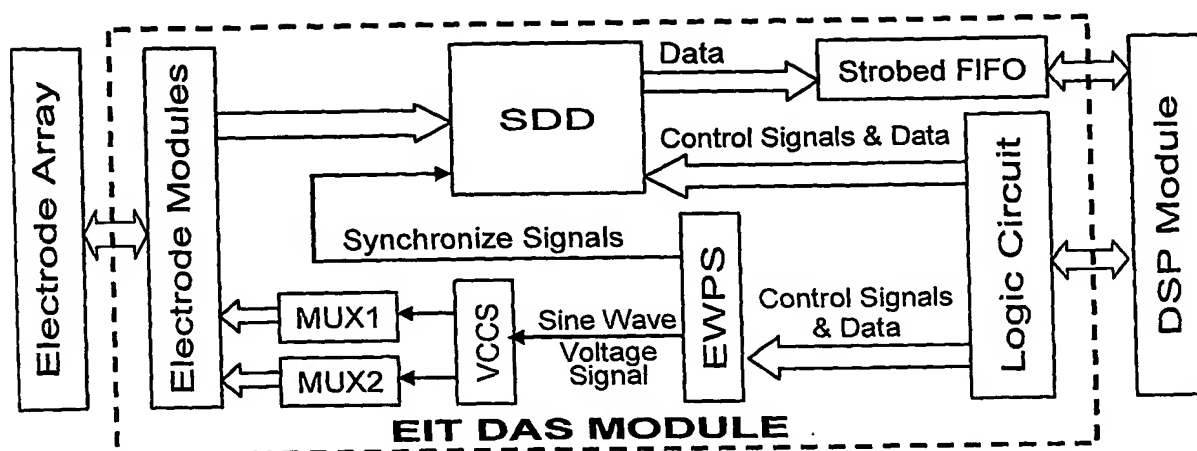 Electrode Array
Electrode Modules
SDD
Data
Strobed FIFO
Control Signals & Data
Synchronize Signals
MUX1
MUX2
VCCS
Sine Wave
Voltage
Signal
EWPS
Control Signals
& Data
Logic Circuit
DSP Module
EIT DAS MODULE